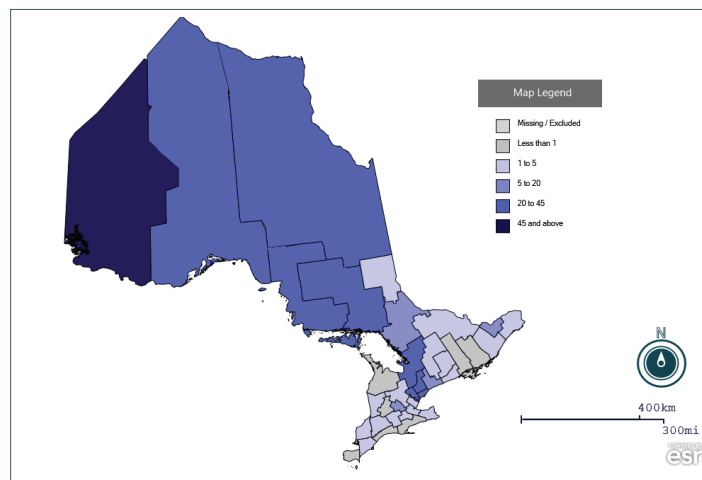 Map Legend
Missing / Excluded
Less than 1
1 to 5
5 to 20
20 to 45
45 and above
N
400km
300mi